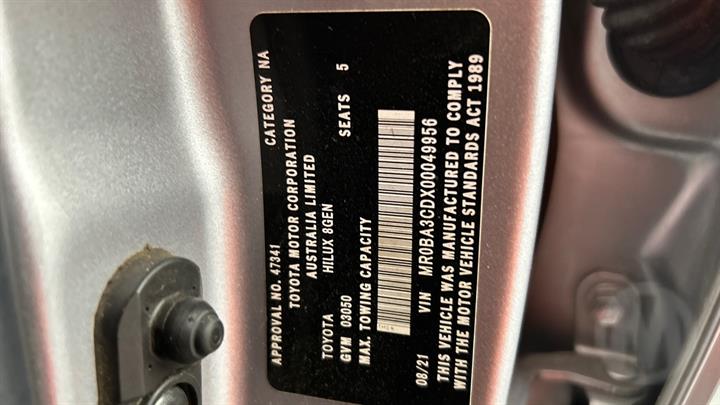 APPROVAL NO. 47341 CATEGORY NA
TOYOTA MOTOR CORPORATION
AUSTRALIA LIMITED
HILUX 8GEN
TOYOTA
GVM 03050 SEATS 5
MAX. TOWING CAPACITY
08/21 VIN MR0BA3CDX00049956
THIS VEHICLE WAS MANUFACTURED TO COMPLY
WITH THE MOTOR VEHICLE STANDARDS ACT 1989